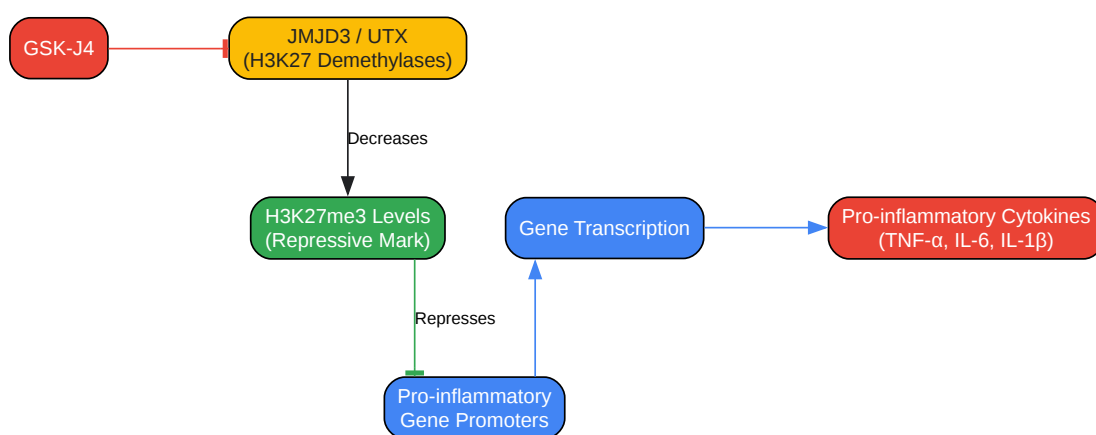 GSK-J4
JMJD3 / UTX
(H3K27 Demethylases)
Decreases
H3K27me3 Levels
(Repressive Mark)
Gene Transcription
Pro-inflammatory Cytokines
(TNF-α, IL-6, IL-1β)
Represses
Pro-inflammatory
Gene Promoters